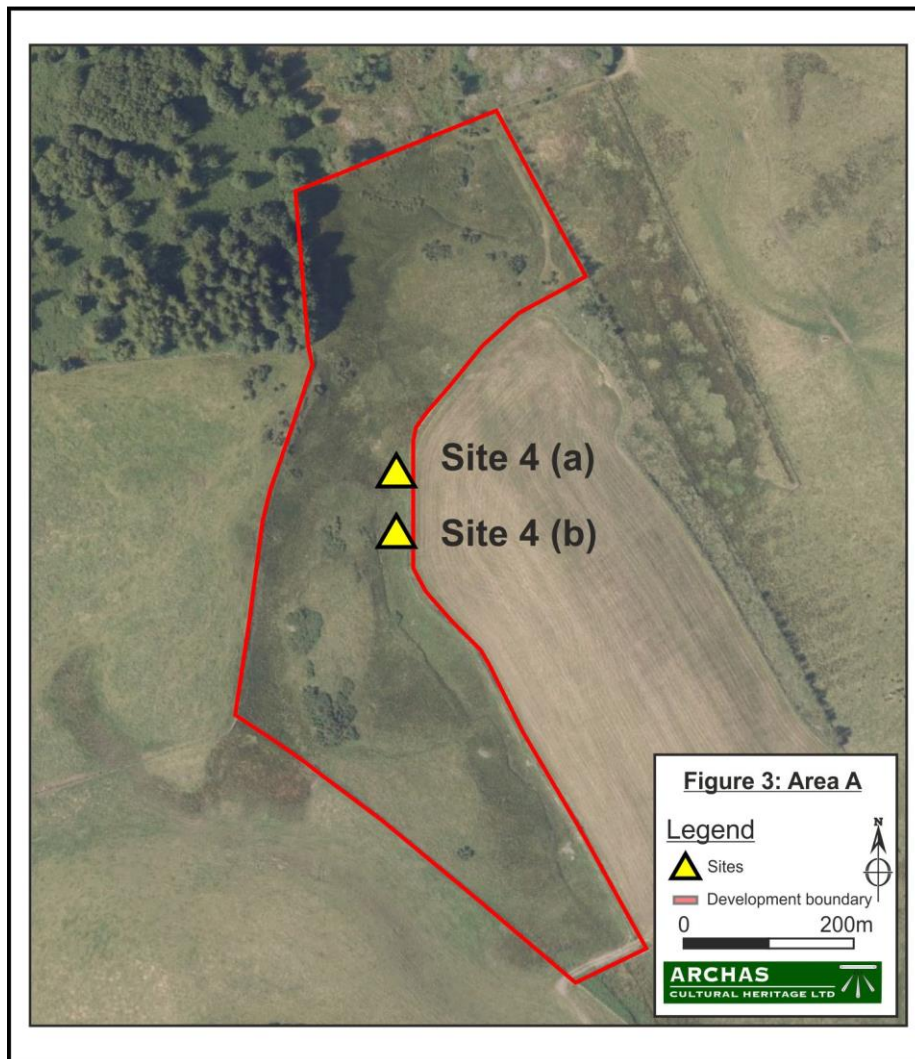 Site 4 (a)
Site 4 (b)
Figure 3: Area A
Legend
N
Sites
Development boundary
0 200m
ARCHAS
CULTURAL HERITAGE LTD